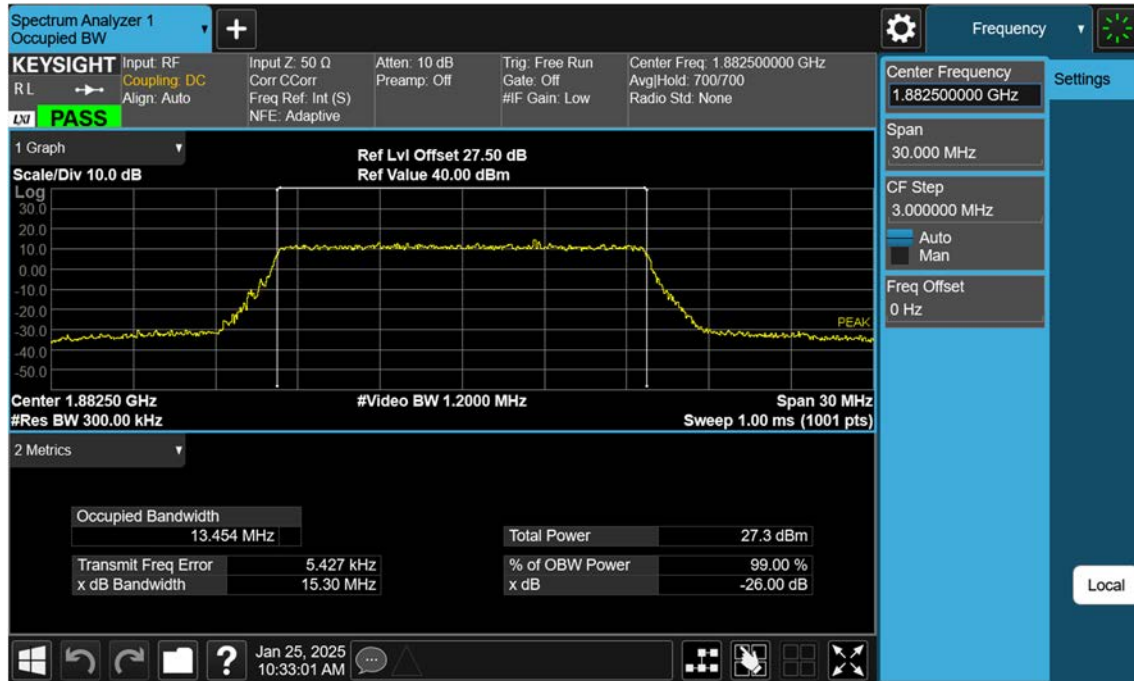 Spectrum Analyzer 1
Occupied BW
+
Frequency
KEYSIGHT
RL
LXI PASS
Input: RF
Coupling: DC
Align: Auto
Input Z: 50 Ω
Corr CCorr
Freq Ref: Int (S)
NFE: Adaptive
Atten: 10 dB
Preamp: Off
Trig: Free Run
Gate: Off
#IF Gain: Low
Center Freq: 1.882500000 GHz
Avg|Hold: 700/700
Radio Std: None
Center Frequency
1.882500000 GHz
Settings
Span
30.000 MHz
CF Step
3.000000 MHz
Auto
Man
Freq Offset
0 Hz
Local
1 Graph
Scale/Div 10.0 dB
Ref Lvl Offset 27.50 dB
Ref Value 40.00 dBm
Log
30.0
20.0
10.0
0.00
-10.0
-20.0
-30.0
-40.0
-50.0
PEAK
Center 1.88250 GHz
#Video BW 1.2000 MHz
Span 30 MHz
#Res BW 300.00 kHz
Sweep 1.00 ms (1001 pts)
2 Metrics
Occupied Bandwidth
13.454 MHz
Total Power 27.3 dBm
Transmit Freq Error 5.427 kHz
% of OBW Power 99.00 %
x dB Bandwidth 15.30 MHz
x dB -26.00 dB
?
Jan 25, 2025
10:33:01 AM